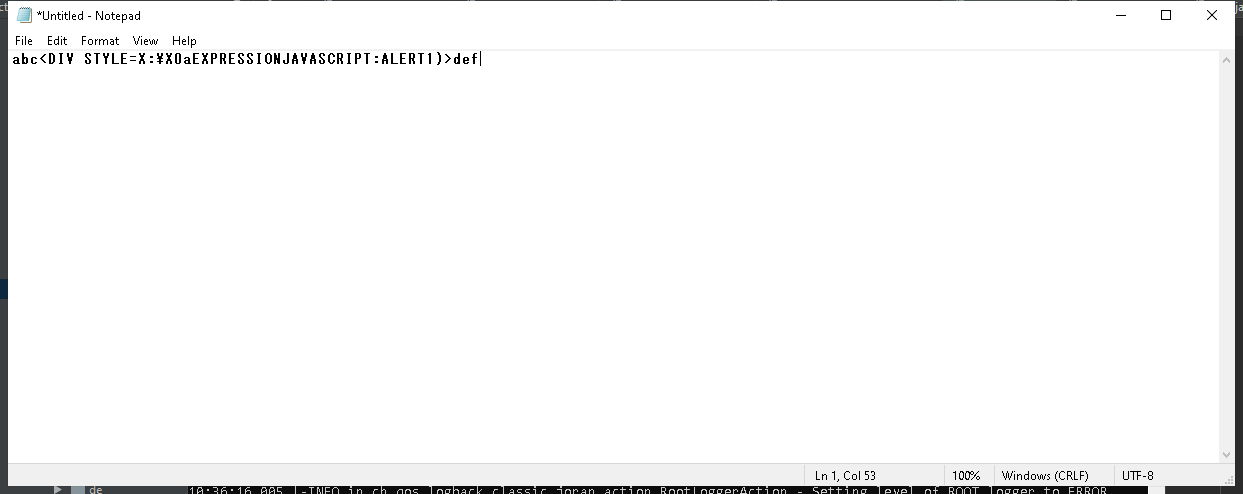 *Untitled - Notepad
File Edit Format View Help
abc<DIV STYLE=X:¥X0aEXPRESSIONJAVASCRIPT:ALERT1)>def
Ln 1, Col 53 100% Windows (CRLF) UTF-8
de 10:36:16,005 |-INFO in ch.qos.logback.classic.joran.action.RootLoggerAction - Setting level of ROOT logger to ERROR